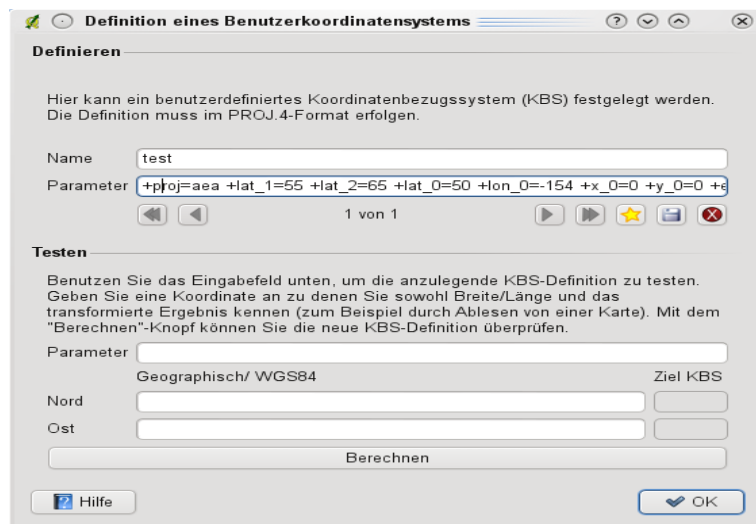 Definition eines Benutzerkoordinatensystems
Definieren
Hier kann ein benutzerdefiniertes Koordinatenbezugssystem (KBS) festgelegt werden.
Die Definition muss im PROJ.4-Format erfolgen.
Name test
Parameter +proj=aea +lat_1=55 +lat_2=65 +lat_0=50 +lon_0=-154 +x_0=0 +y_0=0 +e
1 von 1
Testen
Benutzen Sie das Eingabefeld unten, um die anzulegende KBS-Definition zu testen.
Geben Sie eine Koordinate an zu denen Sie sowohl Breite/Länge und das
transformierte Ergebnis kennen (zum Beispiel durch Ablesen von einer Karte). Mit dem
"Berechnen"-Knopf können Sie die neue KBS-Definition überprüfen.
Parameter
Geographisch/ WGS84 Ziel KBS
Nord
Ost
Berechnen
Hilfe OK